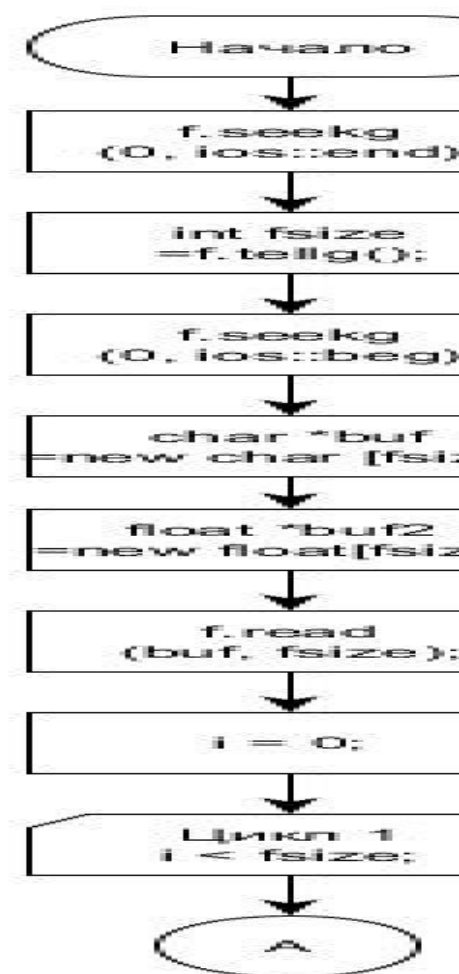 Начало
f.seekg
(0, ios::end)
int fsize
=f.tellg();
f.seekg
(0, ios::beg)
char *buf
=new char [fsiz
float *buf2
=new float[fsiz
f.read
(buf, fsize );
i = 0;
Цикл 1
i < fsize;
А